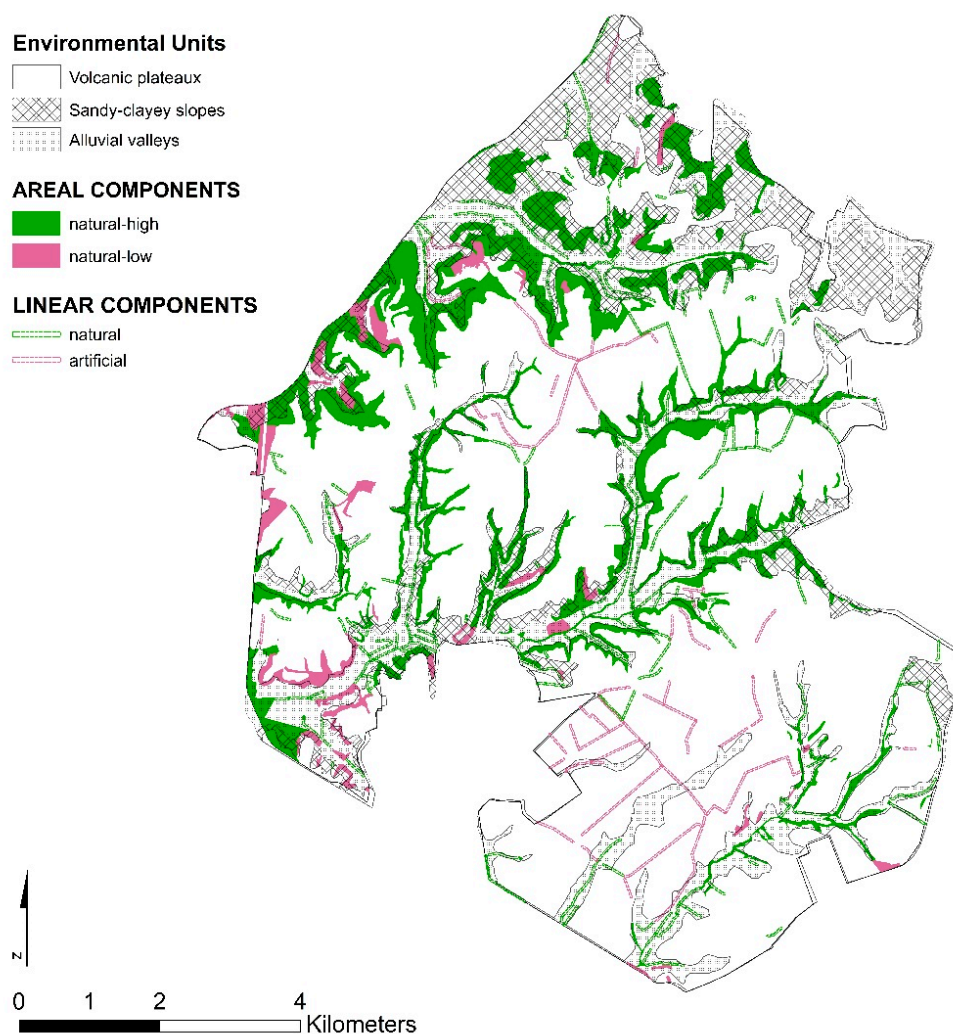 Environmental Units
Volcanic plateaux
Sandy-clayey slopes
Alluvial valleys
AREAL COMPONENTS
natural-high
natural-low
LINEAR COMPONENTS
natural
artificial
N
0 1 2 4
Kilometers